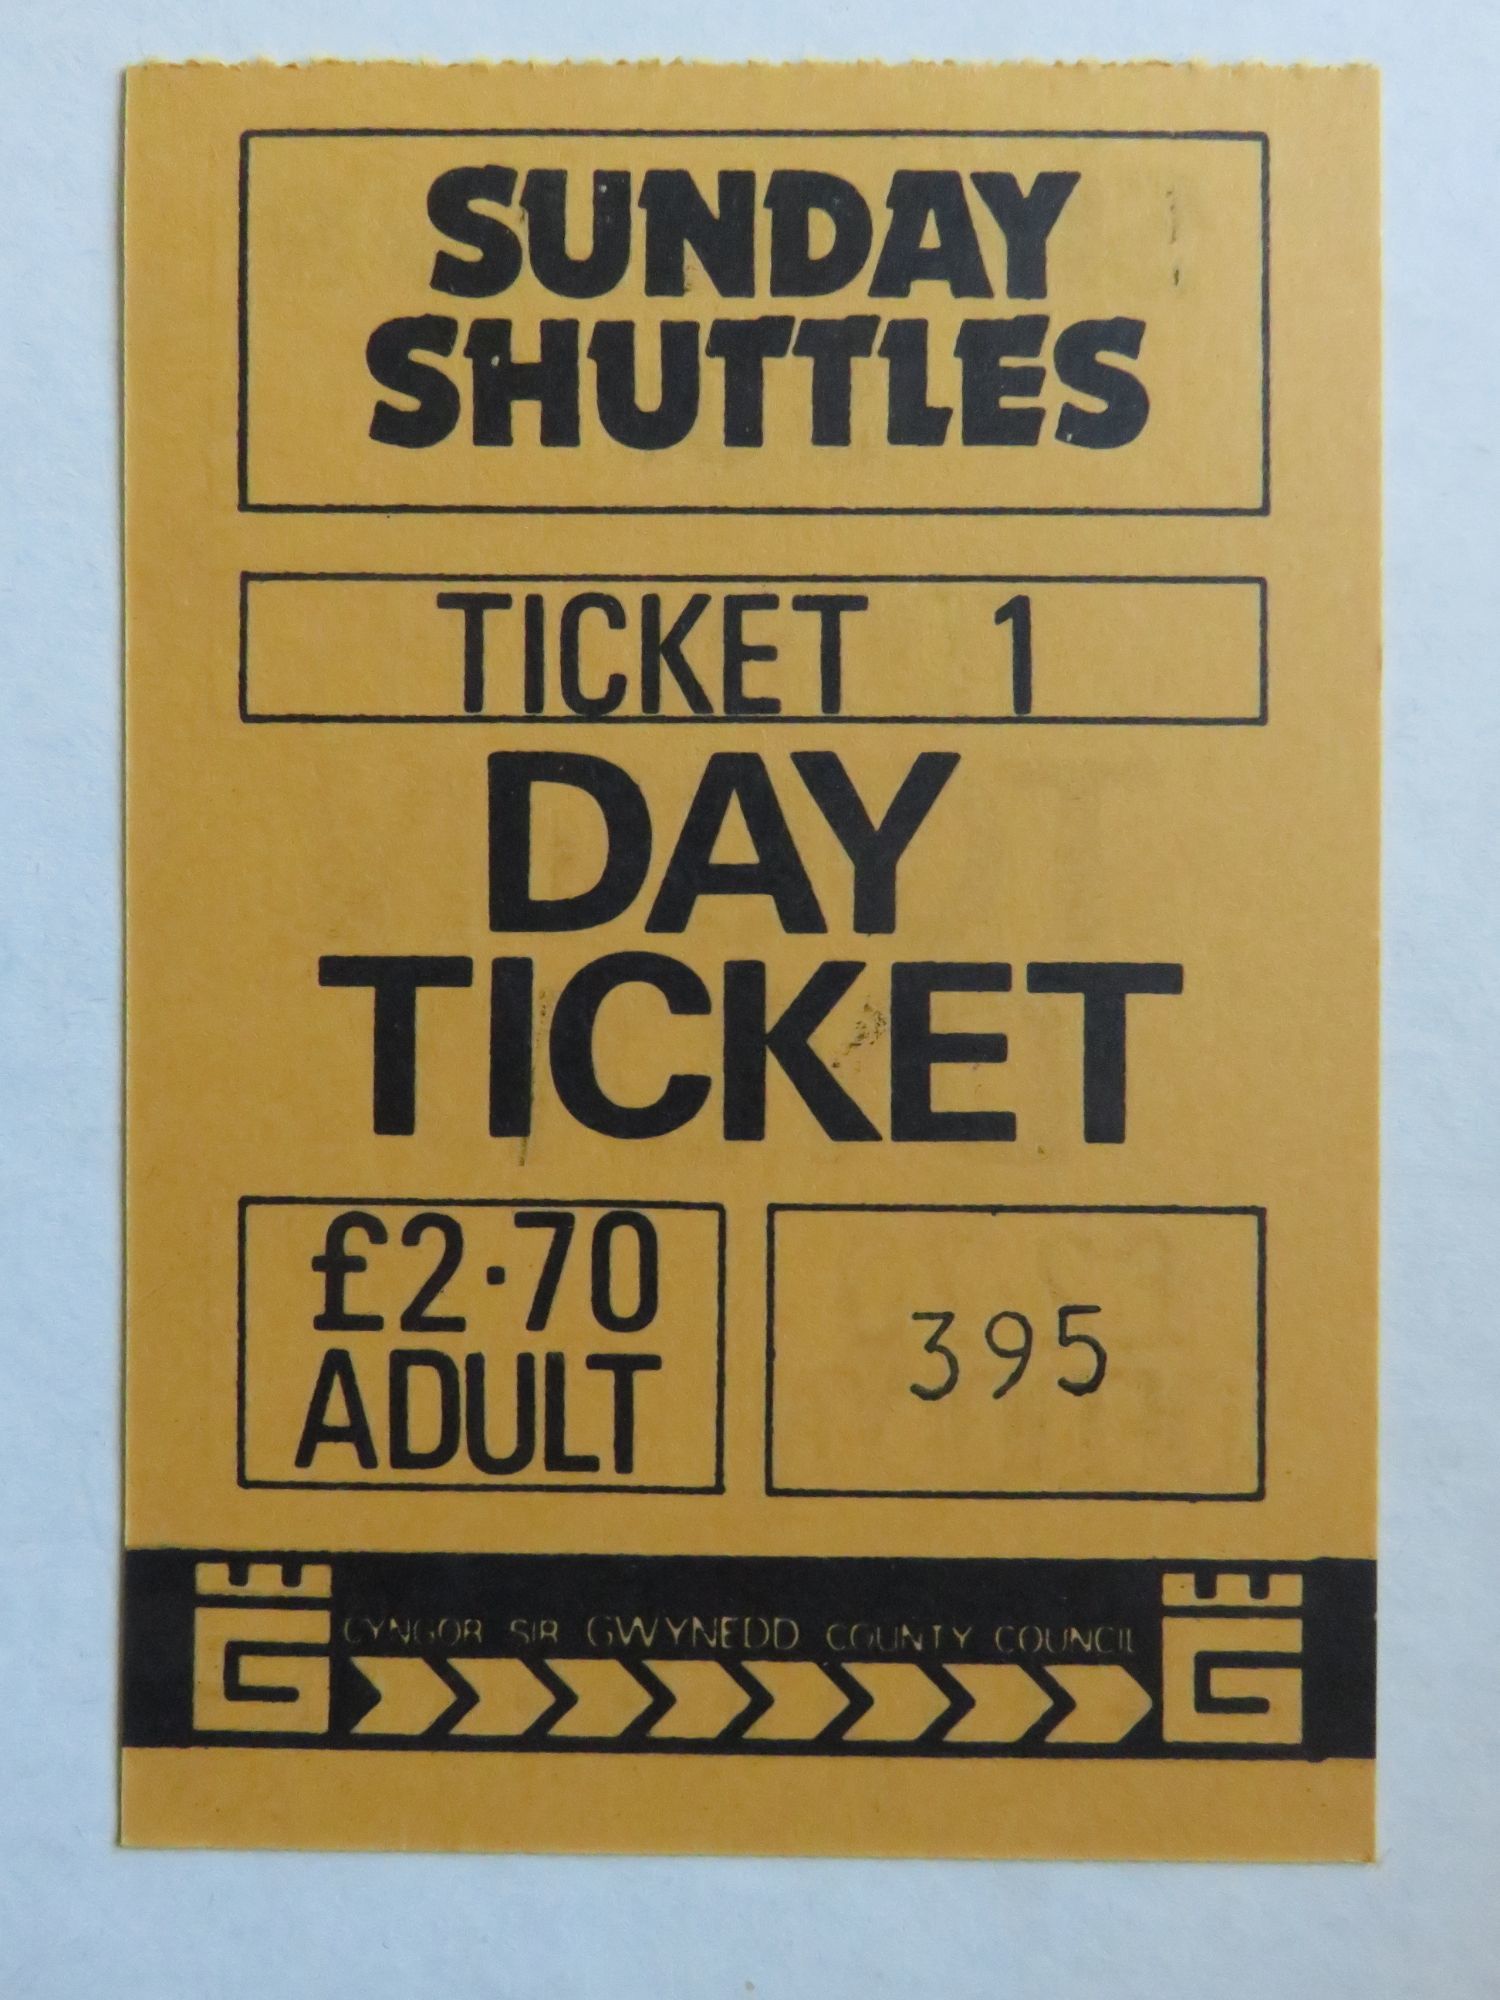 SUNDAY
SHUTTLES
TICKET 1
DAY
TICKET
£2·70
ADULT
395
CYNGOR SIR GWYNEDD COUNTY COUNCIL